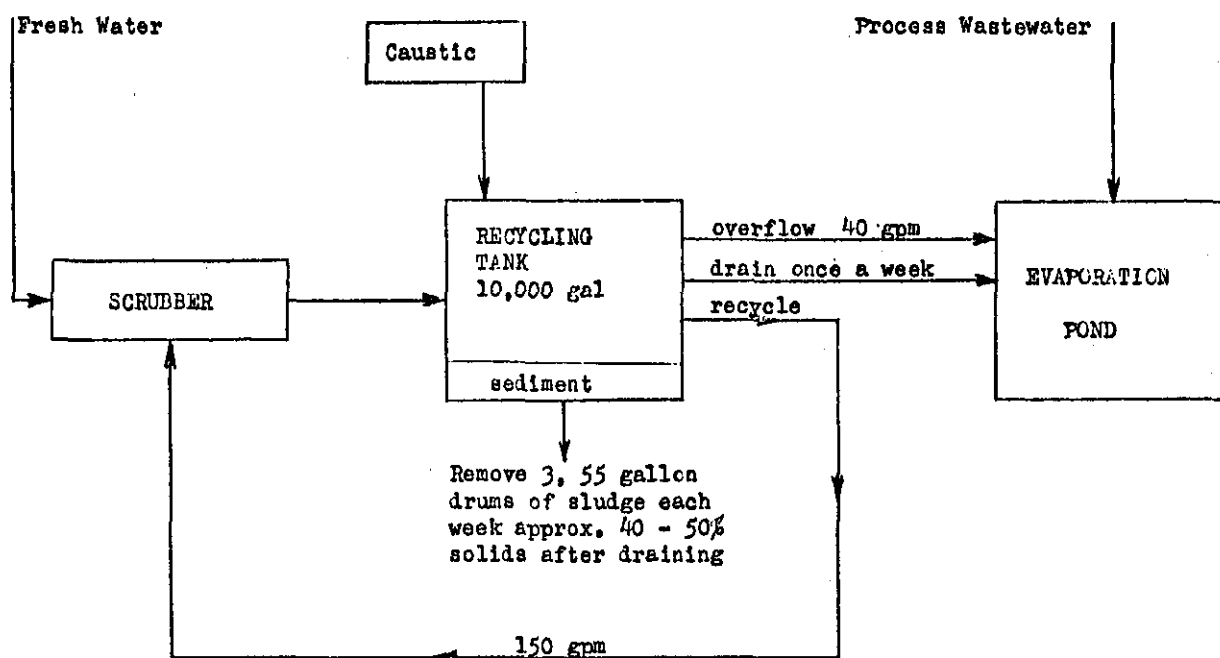 Fresh Water
Process Wastewater
Caustic
RECYCLING
TANK
10,000 gal
overflow 40 gpm
drain once a week
recycle
SCRUBBER
EVAPORATION
POND
sediment
Remove 3, 55 gallon
drums of sludge each
week approx. 40 - 50%
solids after draining
150 gpm